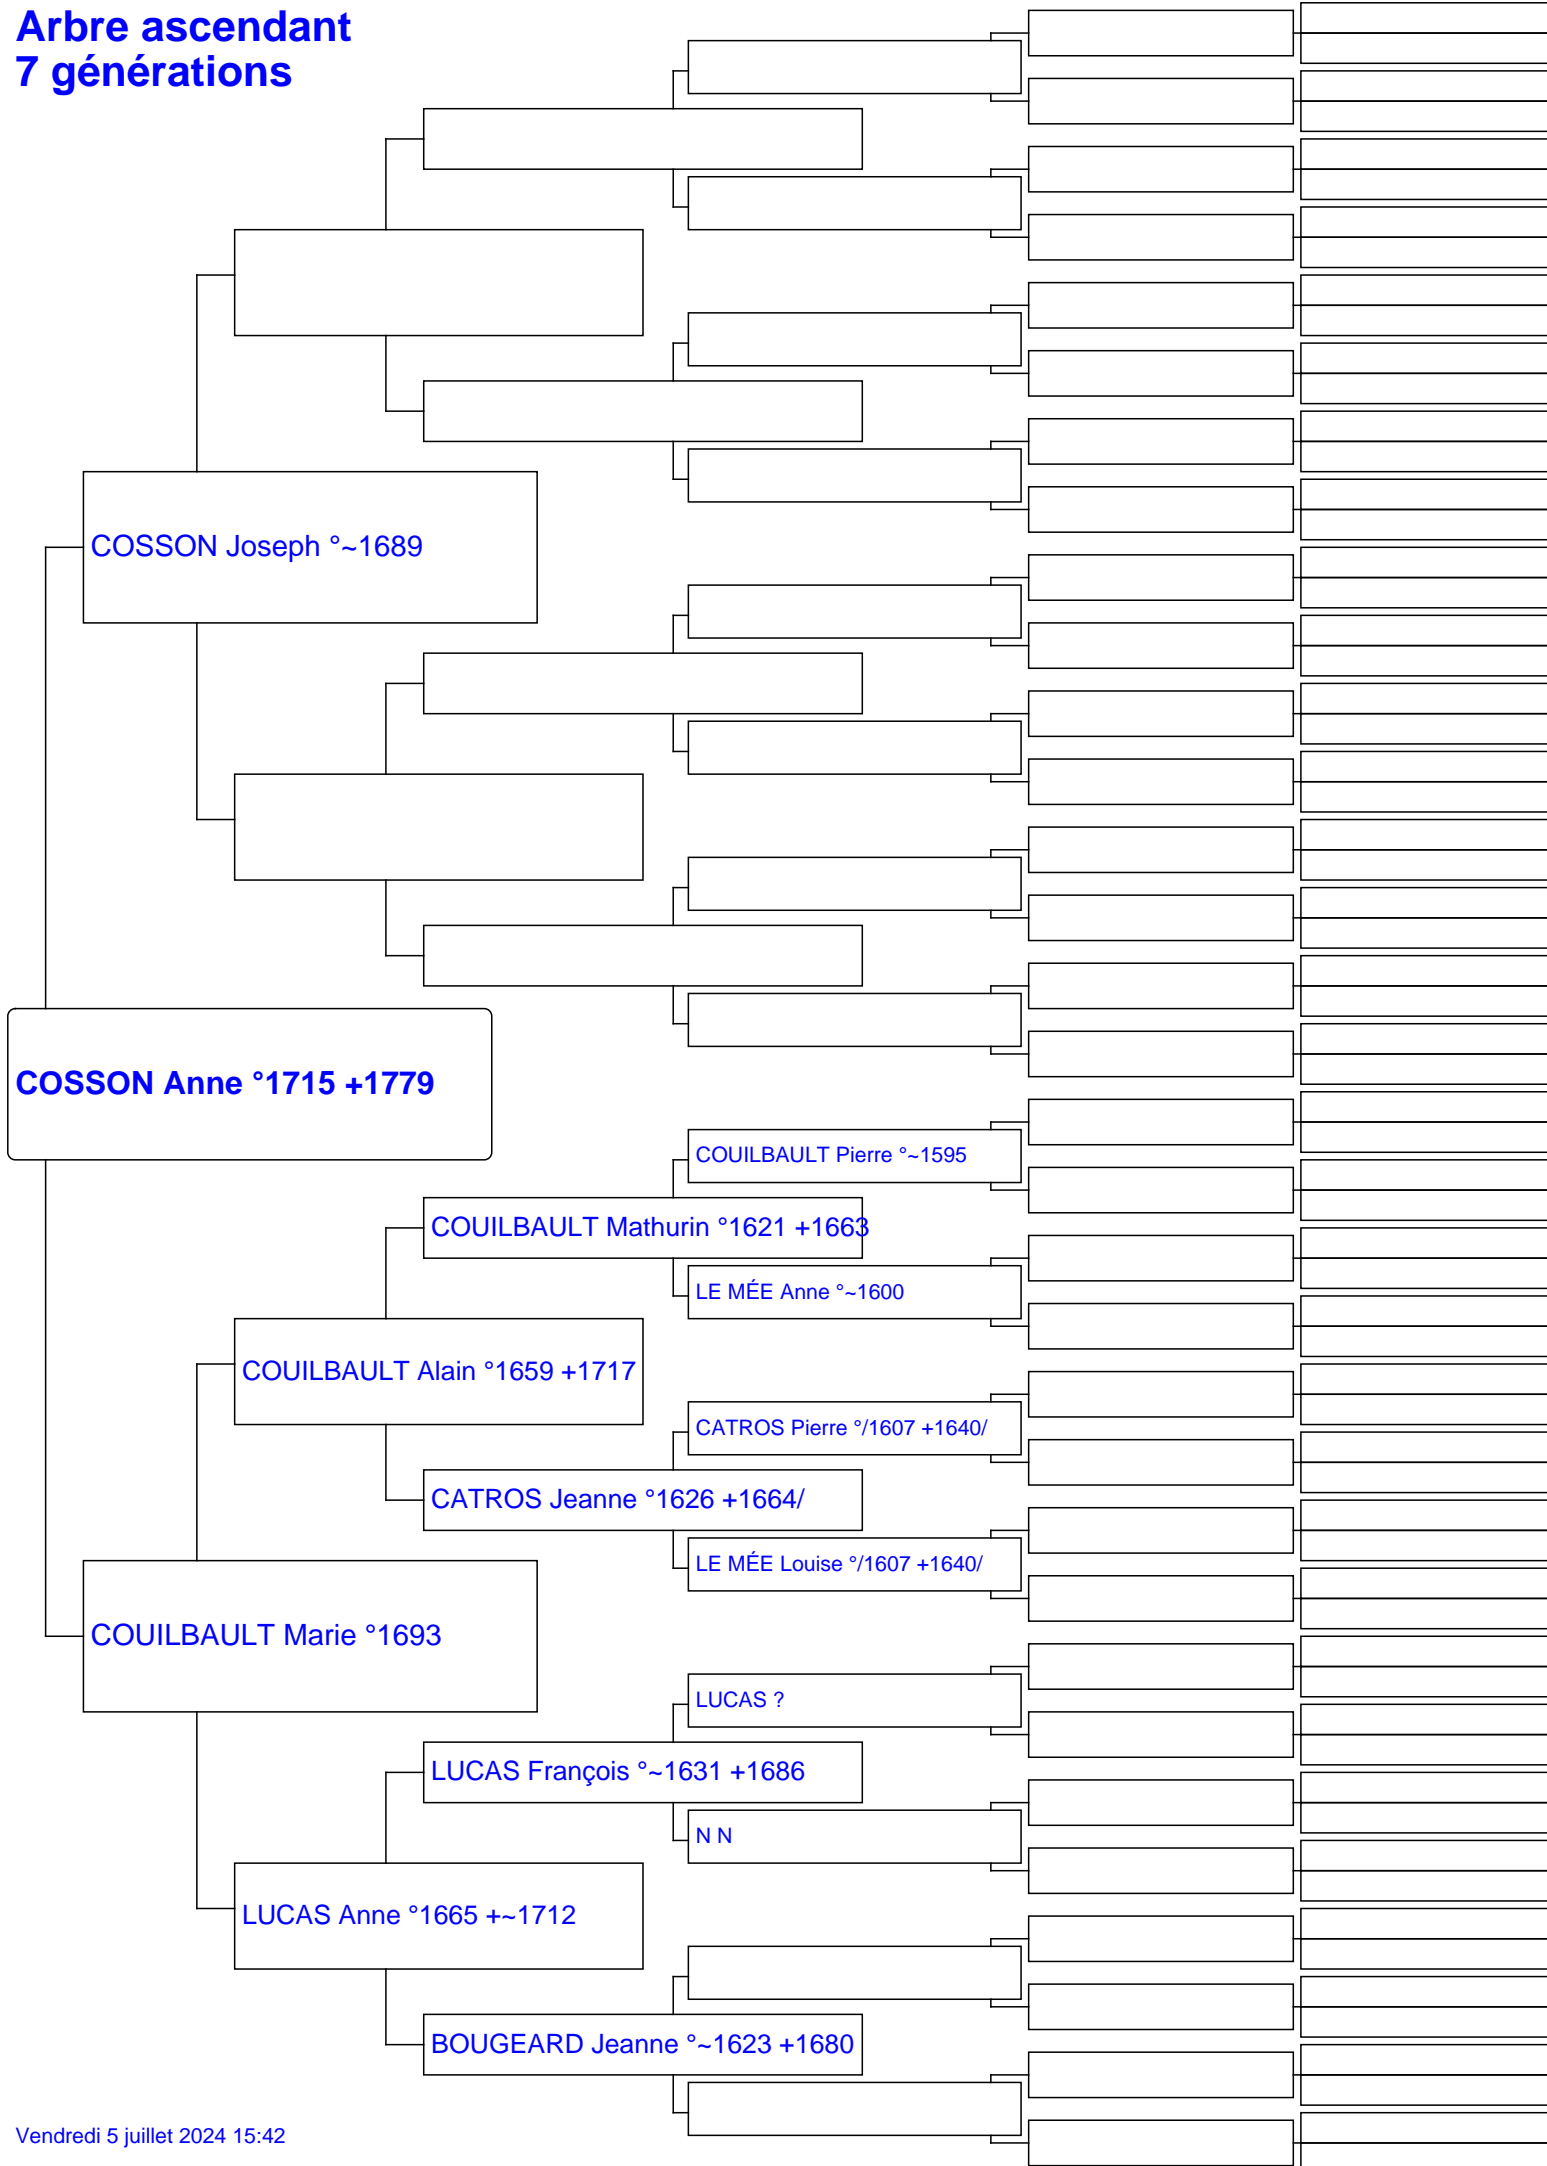 Arbre ascendant
7 générations
COSSON Joseph °~1689
COSSON Anne °1715 +1779
COUILBAULT Pierre °~1595
COUILBAULT Mathurin °1621 +1663
LE MÉE Anne °~1600
COUILBAULT Alain °1659 +1717
CATROS Pierre °/1607 +1640/
CATROS Jeanne °1626 +1664/
LE MÉE Louise °/1607 +1640/
COUILBAULT Marie °1693
LUCAS ?
LUCAS François °~1631 +1686
N N
LUCAS Anne °1665 +~1712
BOUGEARD Jeanne °~1623 +1680
Vendredi 5 juillet 2024 15:42